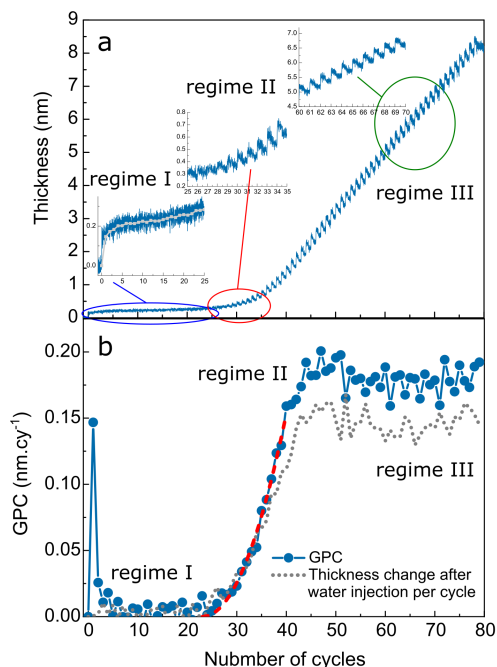 a
Thickness (nm)
9
8
7
6
5
4
3
2
1
0
regime I
0.2
0.0
0 5 10 15 20 25
regime II
0.8
0.7
0.6
0.5
0.4
0.3
0.2
25 26 27 28 29 30 31 32 33 34 35
7.0
6.5
6.0
5.5
5.0
4.5
60 61 62 63 64 65 66 67 68 69 70
regime III
b
GPC (nm.cy-1)
0.20
0.15
0.10
0.05
0.00
regime II
regime III
regime I
GPC
Thickness change after
water injection per cycle
0 10 20 30 40 50 60 70 80
Nubmber of cycles